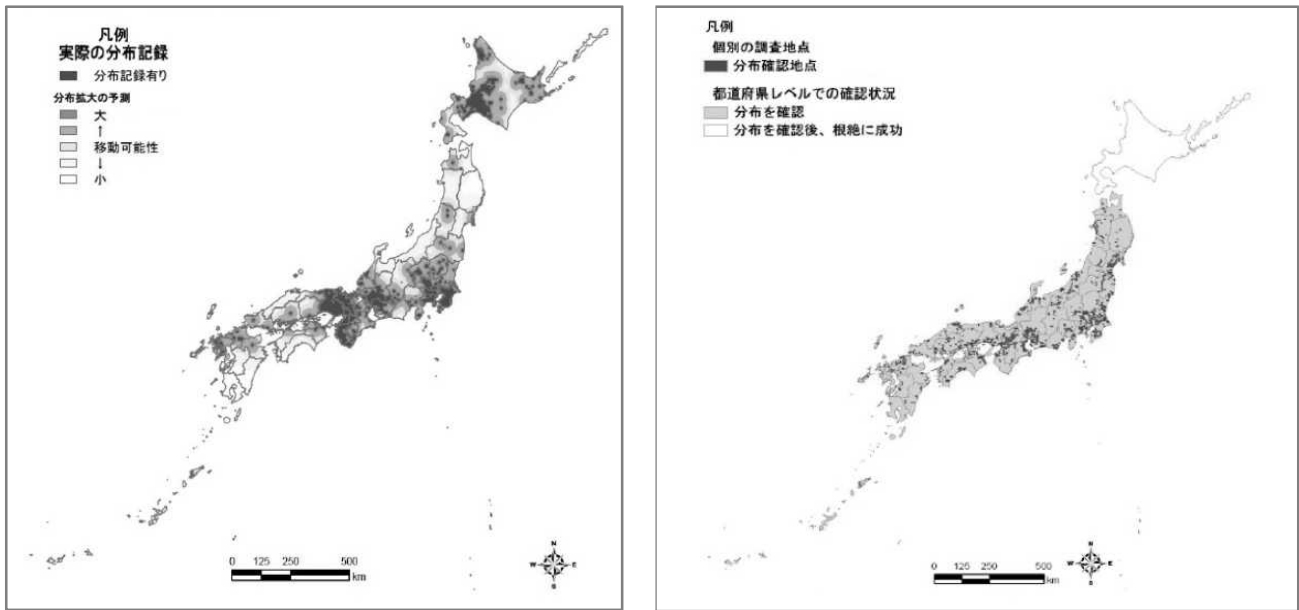 凡例
実際の分布記録
分布記録有り
分布拡大の予測
大
↑
移動可能性
↓
小
0 125 250 500
km
N
W E
S
凡例
個別の調査地点
分布確認地点
都道府県レベルでの確認状況
分布を確認
分布を確認後、根絶に成功
0 125 250 500
km
N
W E
S